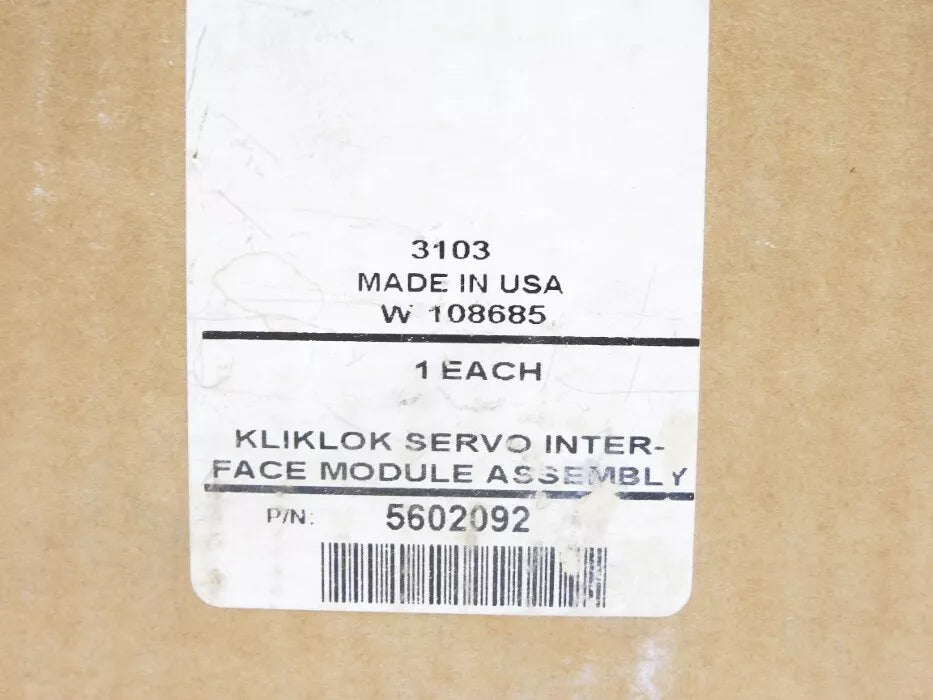 3103
MADE IN USA
W 108685
1 EACH
KLIKLOK SERVO INTER-
FACE MODULE ASSEMBLY
P/N: 5602092